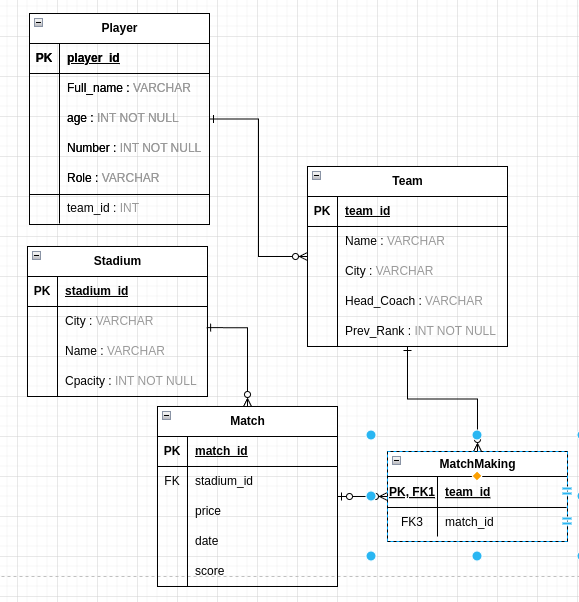 Player
PK player_id
Full_name : VARCHAR
age : INT NOT NULL
Number : INT NOT NULL
Role : VARCHAR
team_id : INT
Team
PK team_id
Name : VARCHAR
City : VARCHAR
Head_Coach : VARCHAR
Prev_Rank : INT NOT NULL
Stadium
PK stadium_id
City : VARCHAR
Name : VARCHAR
Cpacity : INT NOT NULL
Match
PK match_id
FK stadium_id
price
date
score
MatchMaking
PK, FK1 team_id
FK3 match_id